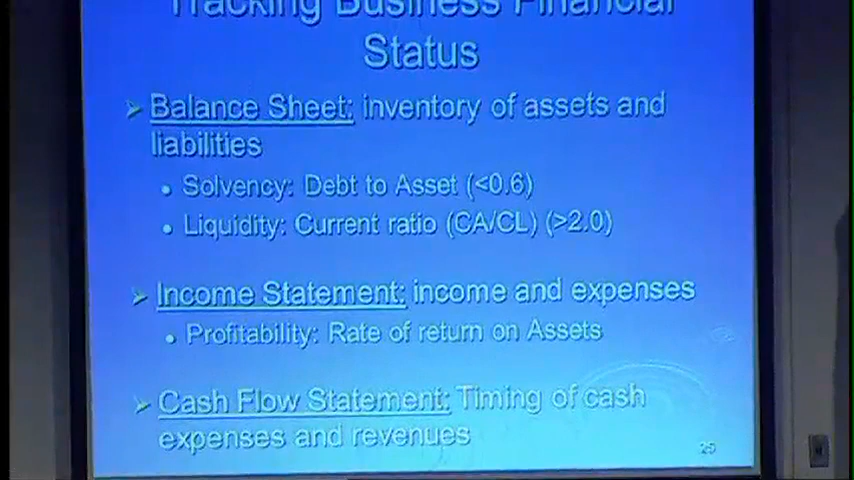 Tracking Business Financial
Status
➢ Balance Sheet: inventory of assets and
liabilities
• Solvency: Debt to Asset (<0.6)
• Liquidity: Current ratio (CA/CL) (>2.0)
➢ Income Statement: income and expenses
• Profitability: Rate of return on Assets
➢ Cash Flow Statement: Timing of cash
expenses and revenues
25